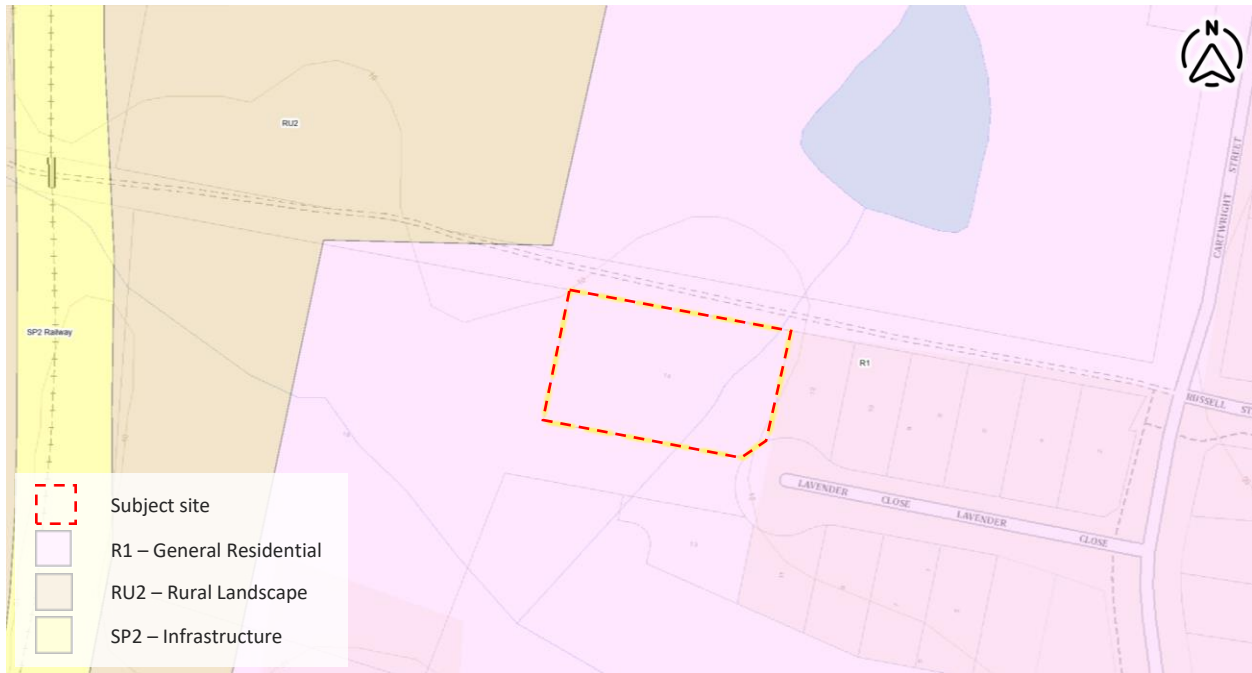 N
RU2
CARTWRIGHT STREET
SP2 Railway
R1
RUSSELL ST
LAVENDER CLOSE LAVENDER CLOSE
Subject site
R1 – General Residential
RU2 – Rural Landscape
SP2 – Infrastructure